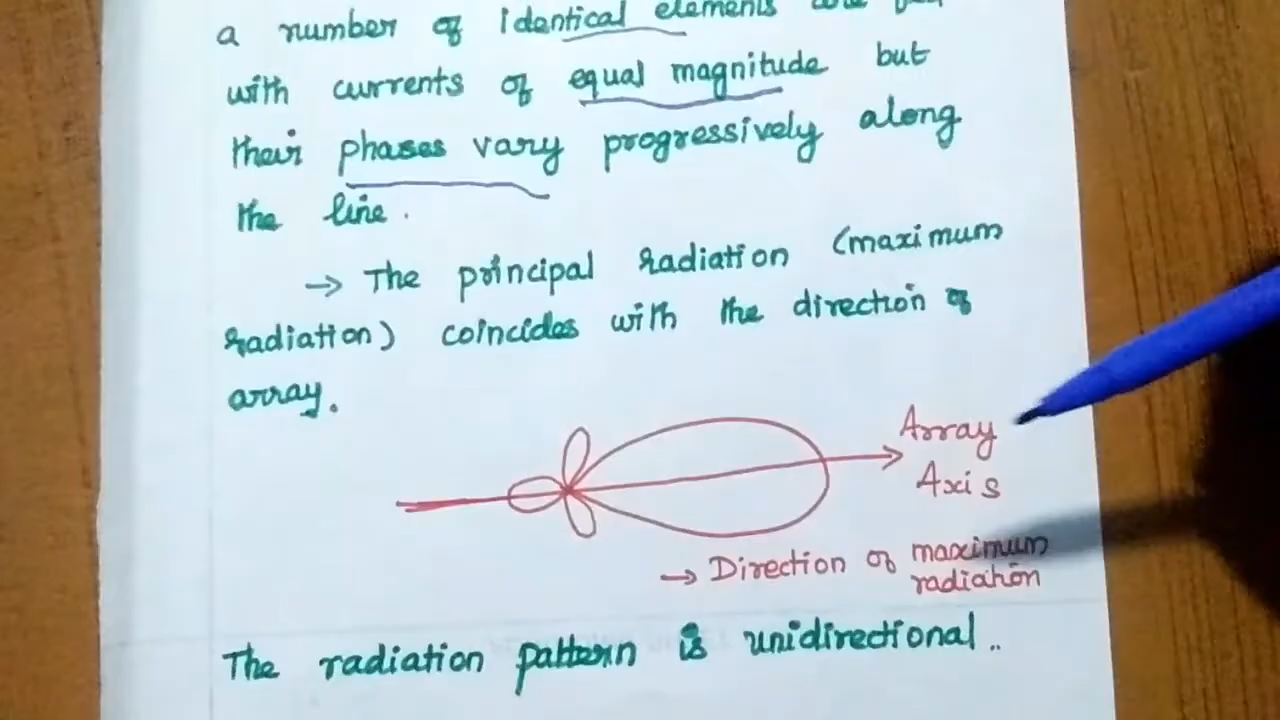 a number of identical elements are fed
with currents of equal magnitude but
their phases vary progressively along
the line.
→ The principal radiation (maximum
radiation) coincides with the direction of
array.
Array
Axis
→ Direction of maximum
radiation
The radiation pattern is unidirectional..